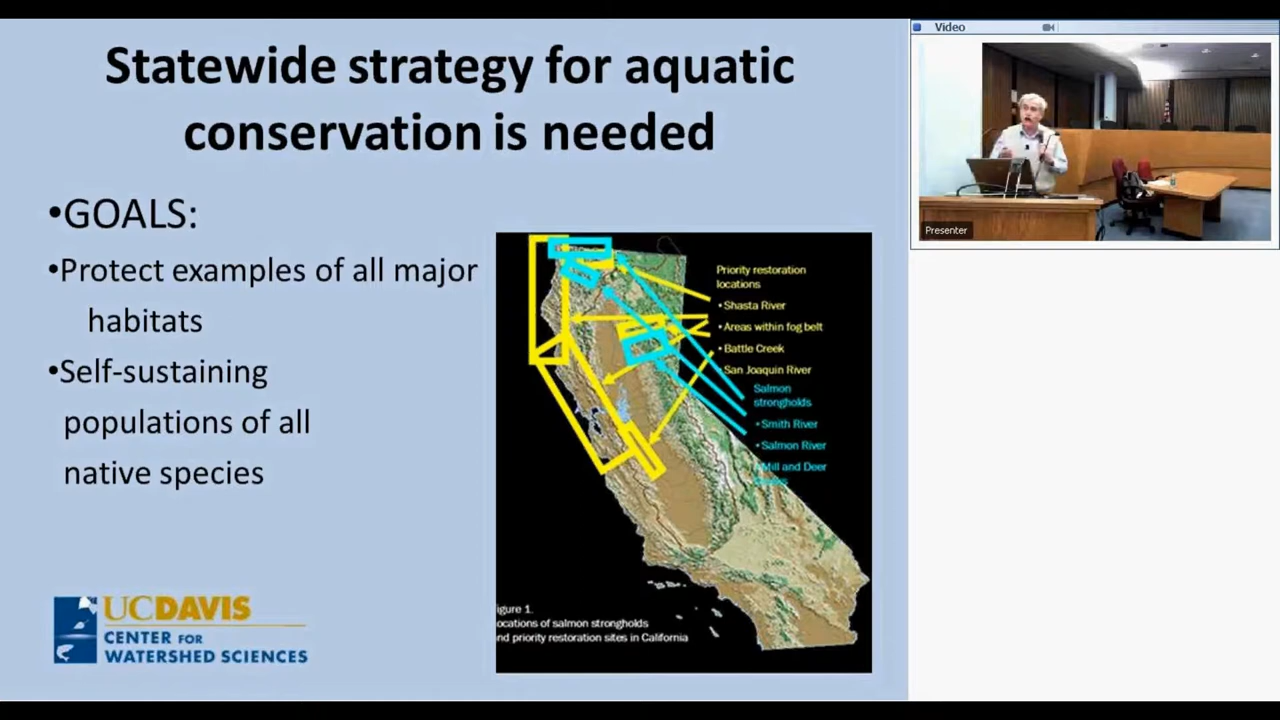 Statewide strategy for aquatic
conservation is needed
•GOALS:
•Protect examples of all major
habitats
•Self-sustaining
populations of all
native species
Priority restoration
locations
•Shasta River
•Areas within fog belt
•Battle Creek
San Joaquin River
Salmon
strongholds
•Smith River
•Salmon River
•Mill and Deer
igure 1.
ocations of salmon strongholds
nd priority restoration sites in California
UCDAVIS
CENTER FOR
WATERSHED SCIENCES
Video
Presenter